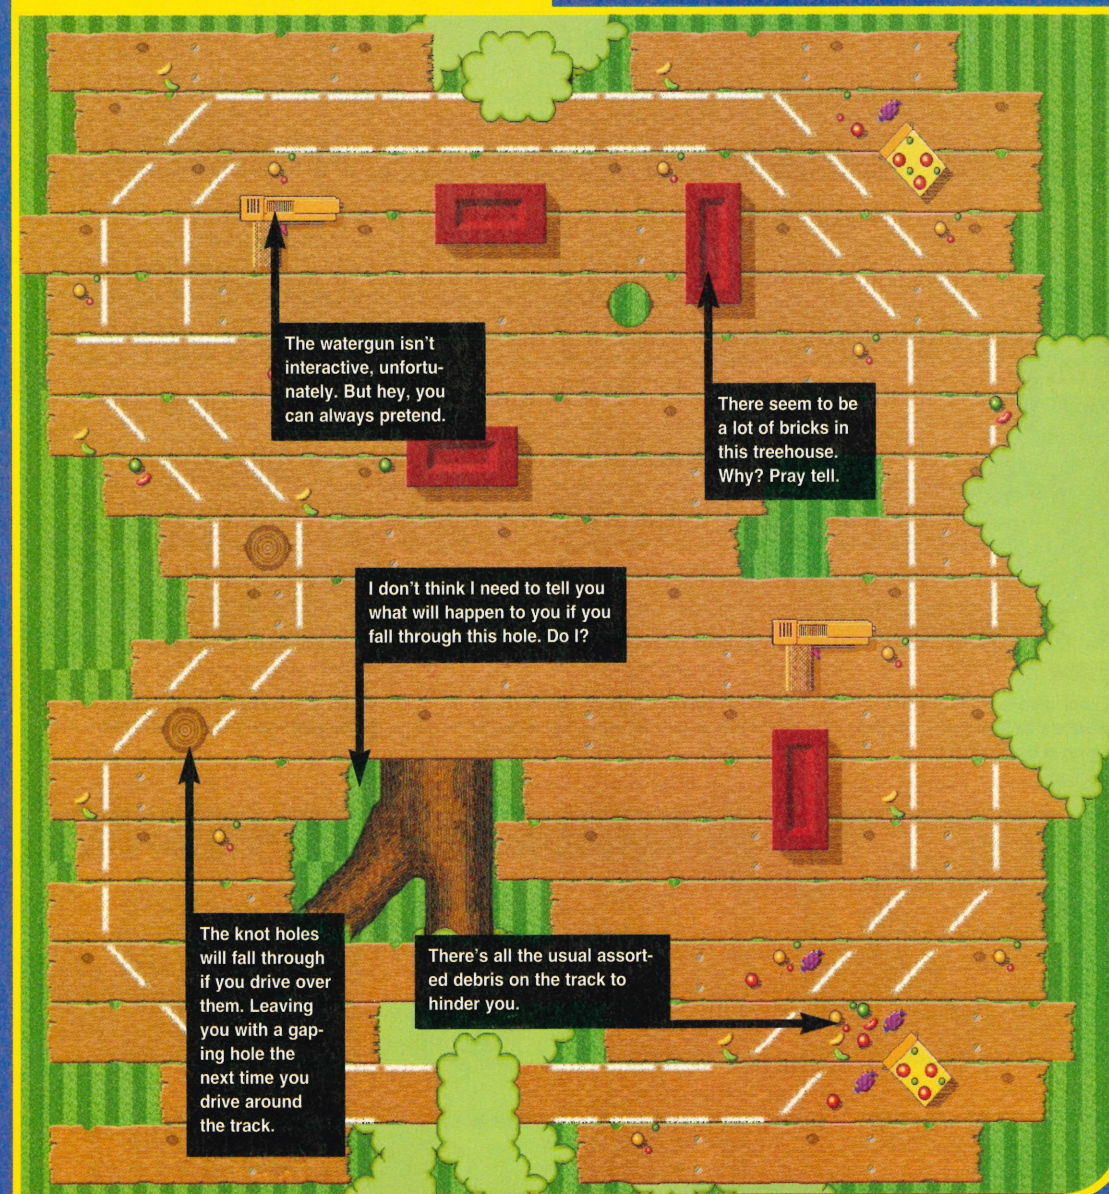 The watergun isn't
interactive, unfortu-
nately. But hey, you
can always pretend.
There seem to be
a lot of bricks in
this treehouse.
Why? Pray tell.
I don't think I need to tell you
what will happen to you if you
fall through this hole. Do I?
The knot holes
will fall through
if you drive over
them. Leaving
you with a gap-
ing hole the
next time you
drive around
the track.
There's all the usual assort-
ed debris on the track to
hinder you.